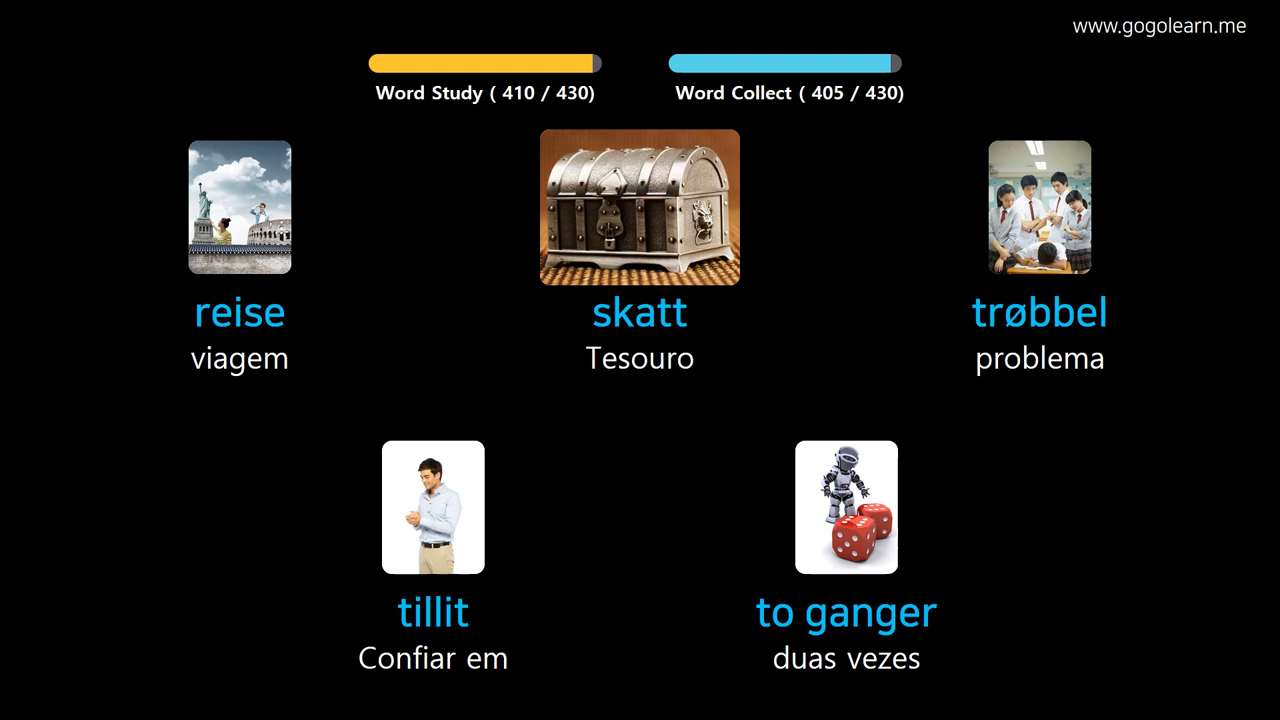 www.gogolearn.me
Word Study ( 410 / 430)
Word Collect ( 405 / 430)
reise
viagem
skatt
Tesouro
trøbbel
problema
tillit
Confiar em
to ganger
duas vezes